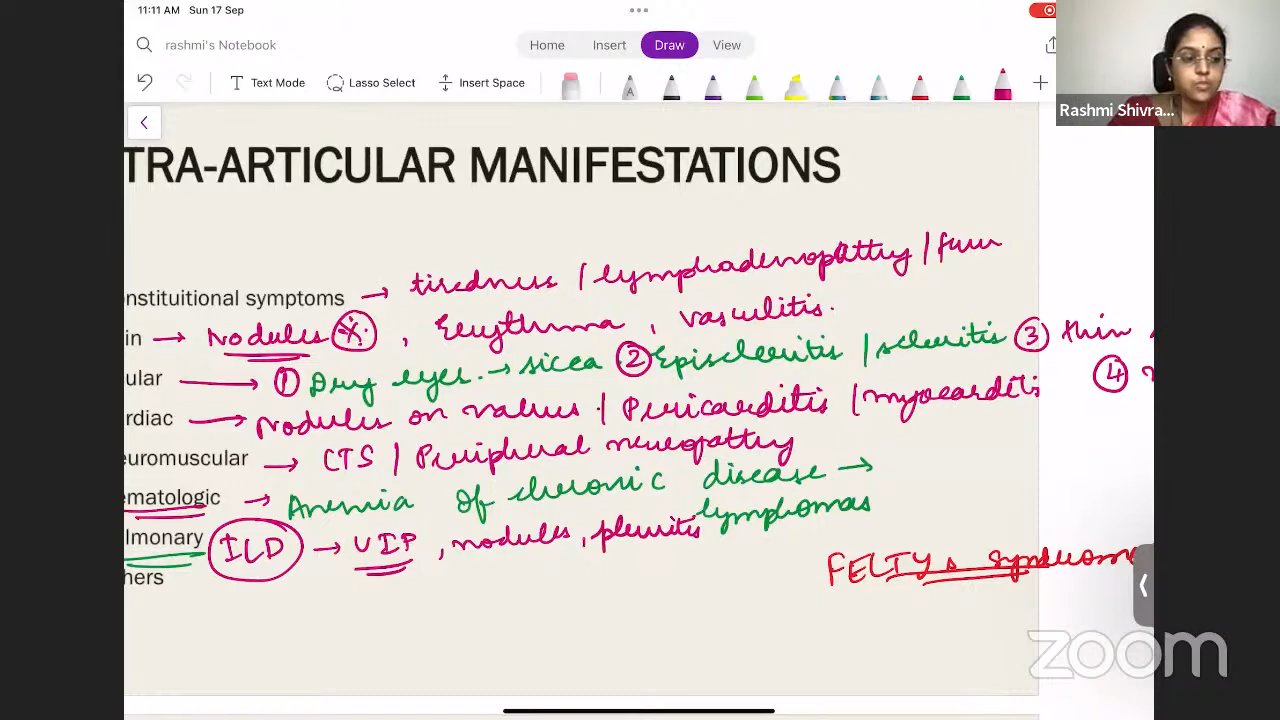 11:11 AM Sun 17 Sep
rashmi's Notebook
Home Insert Draw View
Text Mode Lasso Select Insert Space
A
Rashmi Shivra...
TRA-ARTICULAR MANIFESTATIONS
onstituitional symptoms → tiredness / lymphadenopathy /
in → Nodules , Erythema , vasculitis.
ular → ① Dry eyes → sicca . ② Episcleritis / scleritis ③ thin
④
rdiac → Nodules on valves / Pericarditis / myocarditis
euromuscular → CTS / Peripheral neuropathy
ematologic → Anemia of chronic disease →
lymphomas
lmonary ILD → UIP , nodules, pleuritis
FELTYs syndrome
hers
zoom